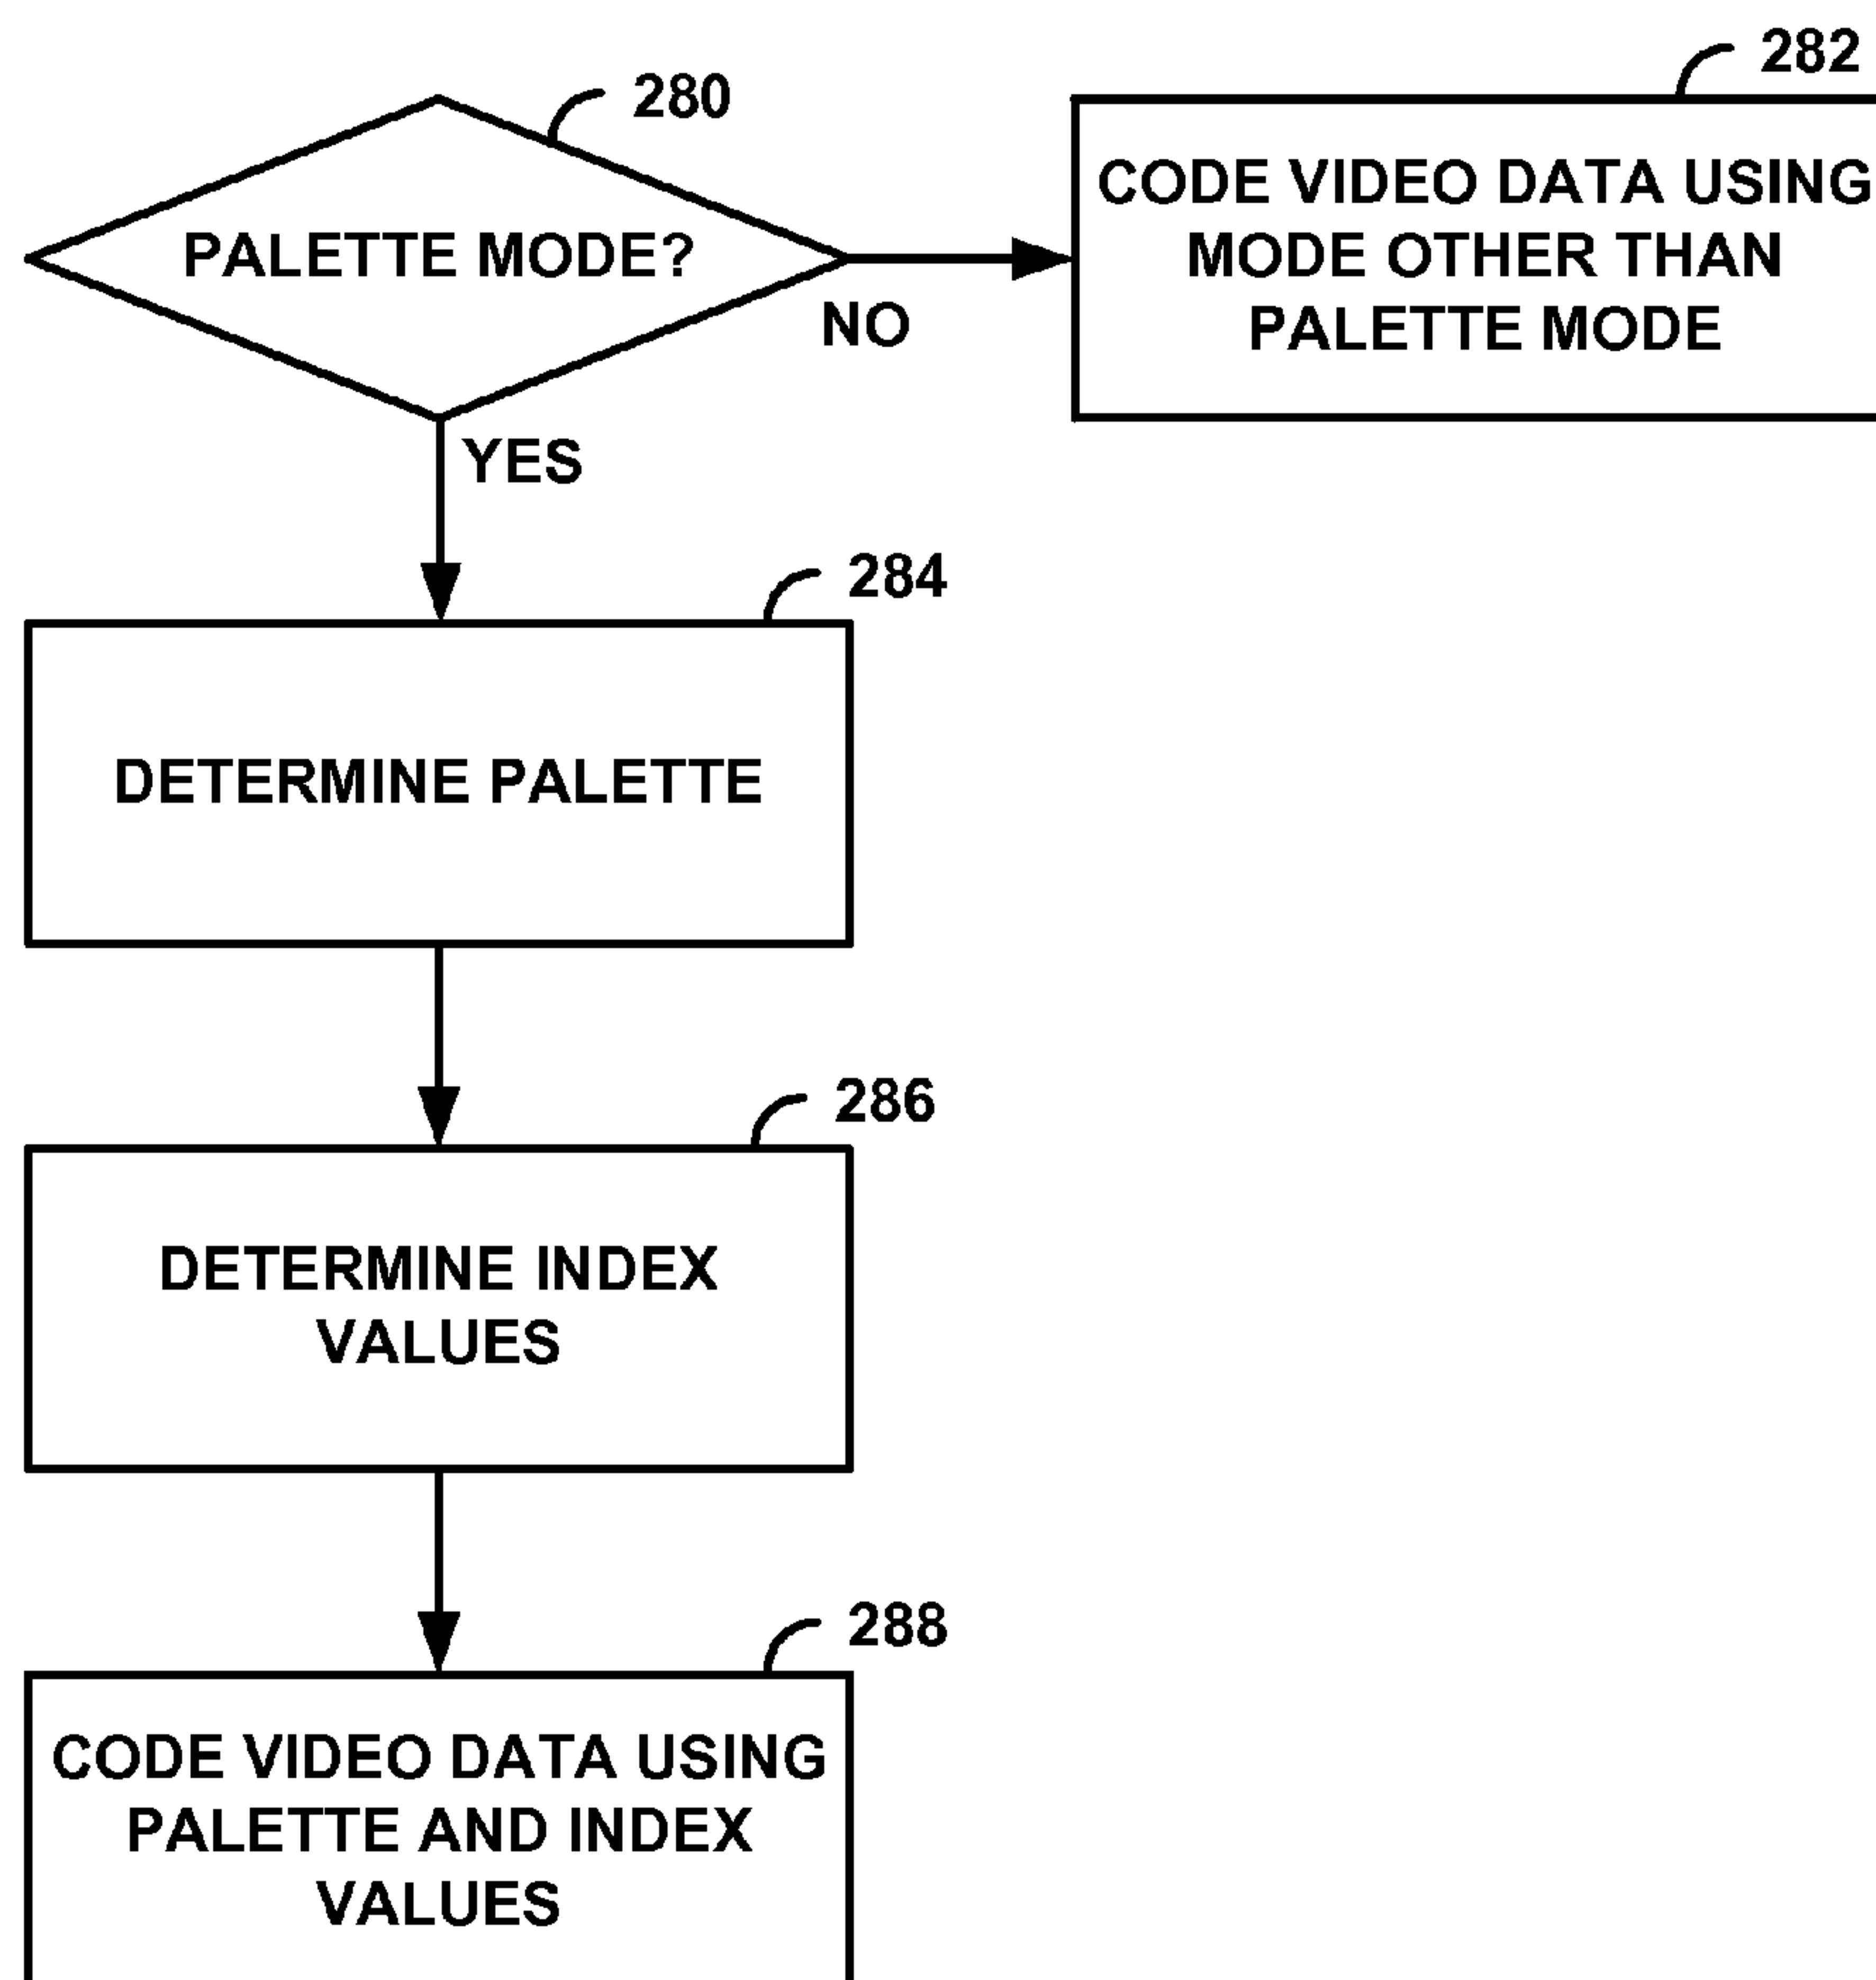 280
PALETTE MODE?
NO
YES
282
CODE VIDEO DATA USING
MODE OTHER THAN
PALETTE MODE
284
DETERMINE PALETTE
286
DETERMINE INDEX
VALUES
288
CODE VIDEO DATA USING
PALETTE AND INDEX
VALUES